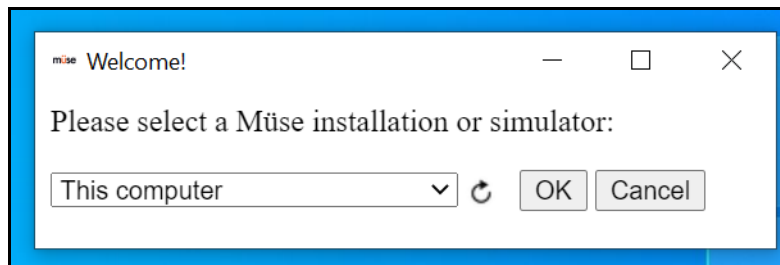 müse Welcome!
Please select a Müse installation or simulator:
This computer OK Cancel